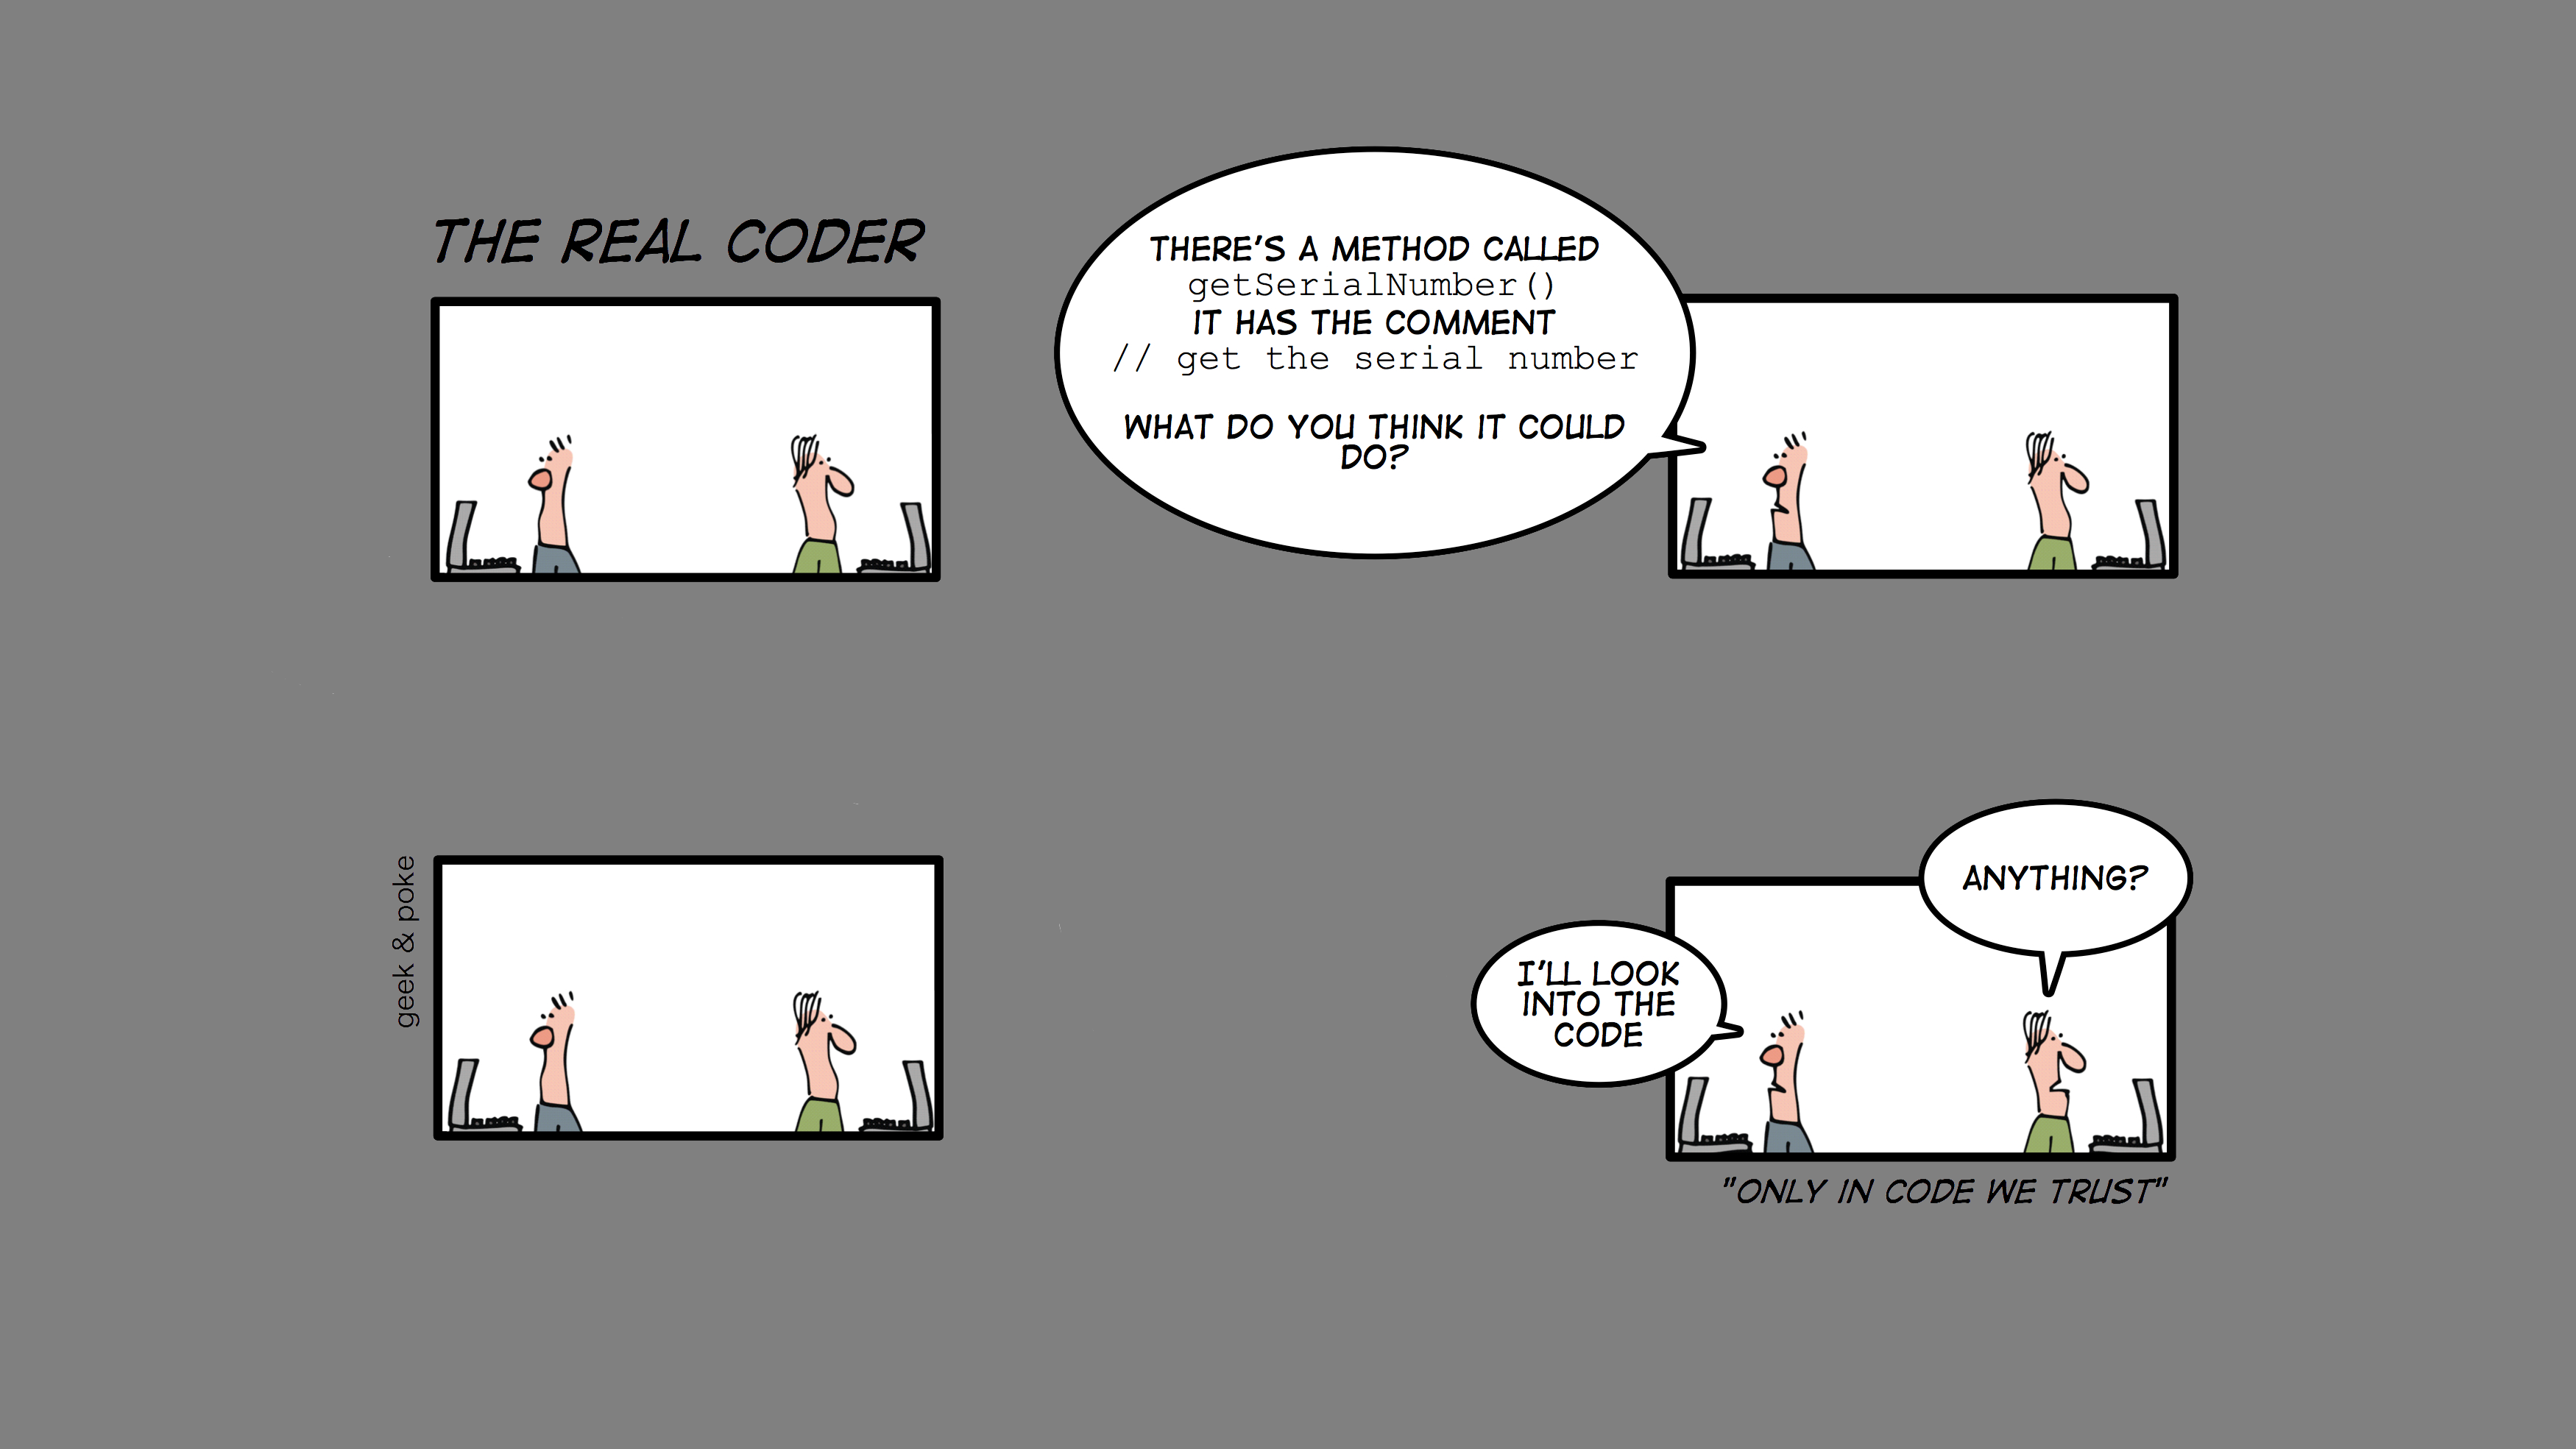 THE REAL CODER
THERE'S A METHOD CALLED
getSerialNumber()
IT HAS THE COMMENT
// get the serial number
WHAT DO YOU THINK IT COULD
DO?
geek & poke
ANYTHING?
I'LL LOOK
INTO THE
CODE
"ONLY IN CODE WE TRUST"